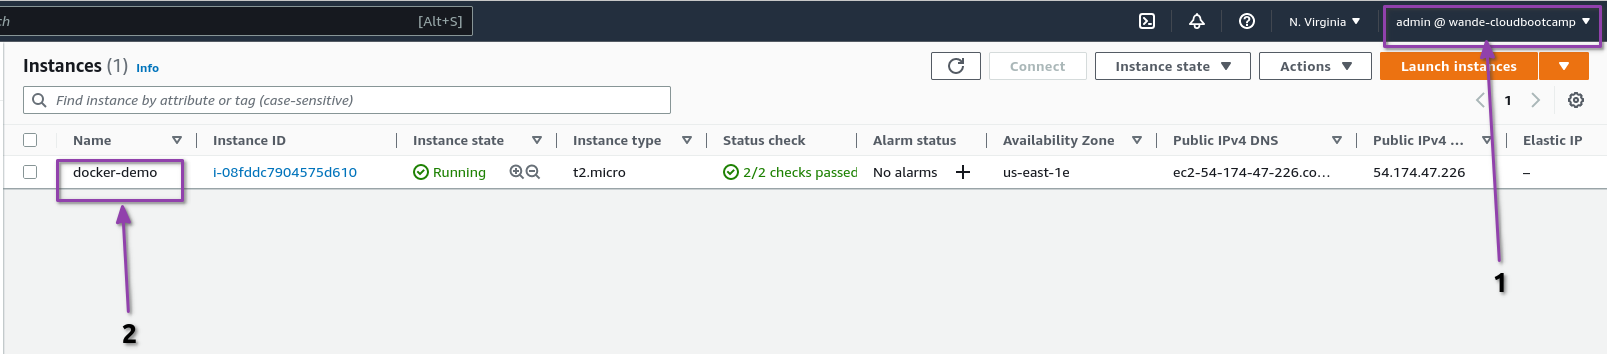 ch [Alt+S] N. Virginia admin @ wande-cloudbootcamp
Instances (1) Info Connect Instance state Actions Launch instances
Find instance by attribute or tag (case-sensitive) 1
Name Instance ID Instance state Instance type Status check Alarm status Availability Zone Public IPv4 DNS Public IPv4 ... Elastic IP
docker-demo i-08fddc7904575d610 Running t2.micro 2/2 checks passed No alarms + us-east-1e ec2-54-174-47-226.co... 54.174.47.226 –
1
2